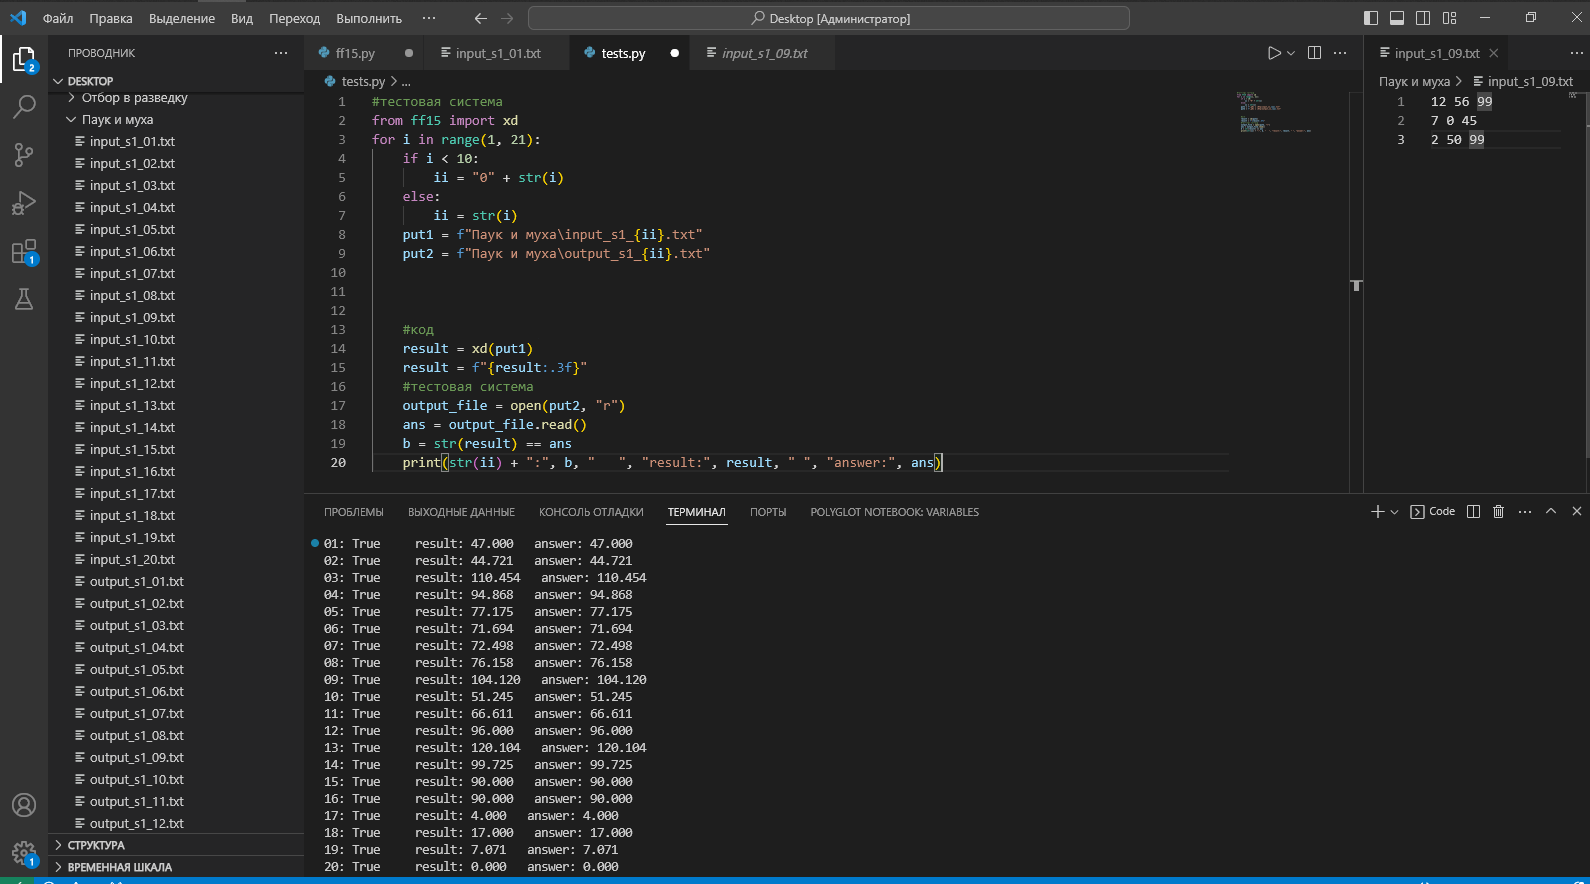 Файл Правка Выделение Вид Переход Выполнить ··· Desktop [Администратор]
ПРОВОДНИК ···
DESKTOP
Отбор в разведку
Паук и муха
input_s1_01.txt
input_s1_02.txt
input_s1_03.txt
input_s1_04.txt
input_s1_05.txt
input_s1_06.txt
input_s1_07.txt
input_s1_08.txt
input_s1_09.txt
input_s1_10.txt
input_s1_11.txt
input_s1_12.txt
input_s1_13.txt
input_s1_14.txt
input_s1_15.txt
input_s1_16.txt
input_s1_17.txt
input_s1_18.txt
input_s1_19.txt
input_s1_20.txt
output_s1_01.txt
output_s1_02.txt
output_s1_03.txt
output_s1_04.txt
output_s1_05.txt
output_s1_06.txt
output_s1_07.txt
output_s1_08.txt
output_s1_09.txt
output_s1_10.txt
output_s1_11.txt
output_s1_12.txt
СТРУКТУРА
ВРЕМЕННАЯ ШКАЛА
2
1
1
ff15.py input_s1_01.txt tests.py input_s1_09.txt
tests.py > ...
1 #тестовая система
2 from ff15 import xd
3 for i in range(1, 21):
4 if i < 10:
5 ii = "0" + str(i)
6 else:
7 ii = str(i)
8 put1 = f"Паук и муха\input_s1_{ii}.txt"
9 put2 = f"Паук и муха\output_s1_{ii}.txt"
10
11
12
13 #код
14 result = xd(put1)
15 result = f"{result:.3f}"
16 #тестовая система
17 output_file = open(put2, "r")
18 ans = output_file.read()
19 b = str(result) == ans
20 print(str(ii) + ":", b, "   ", "result:", result, " ", "answer:", ans)
input_s1_09.txt
Паук и муха > input_s1_09.txt
1 12 56 99
2 7 0 45
3 2 50 99
ПРОБЛЕМЫ ВЫХОДНЫЕ ДАННЫЕ КОНСОЛЬ ОТЛАДКИ ТЕРМИНАЛ ПОРТЫ POLYGLOT NOTEBOOK: VARIABLES Code
01: True result: 47.000 answer: 47.000
02: True result: 44.721 answer: 44.721
03: True result: 110.454 answer: 110.454
04: True result: 94.868 answer: 94.868
05: True result: 77.175 answer: 77.175
06: True result: 71.694 answer: 71.694
07: True result: 72.498 answer: 72.498
08: True result: 76.158 answer: 76.158
09: True result: 104.120 answer: 104.120
10: True result: 51.245 answer: 51.245
11: True result: 66.611 answer: 66.611
12: True result: 96.000 answer: 96.000
13: True result: 120.104 answer: 120.104
14: True result: 99.725 answer: 99.725
15: True result: 90.000 answer: 90.000
16: True result: 90.000 answer: 90.000
17: True result: 4.000 answer: 4.000
18: True result: 17.000 answer: 17.000
19: True result: 7.071 answer: 7.071
20: True result: 0.000 answer: 0.000